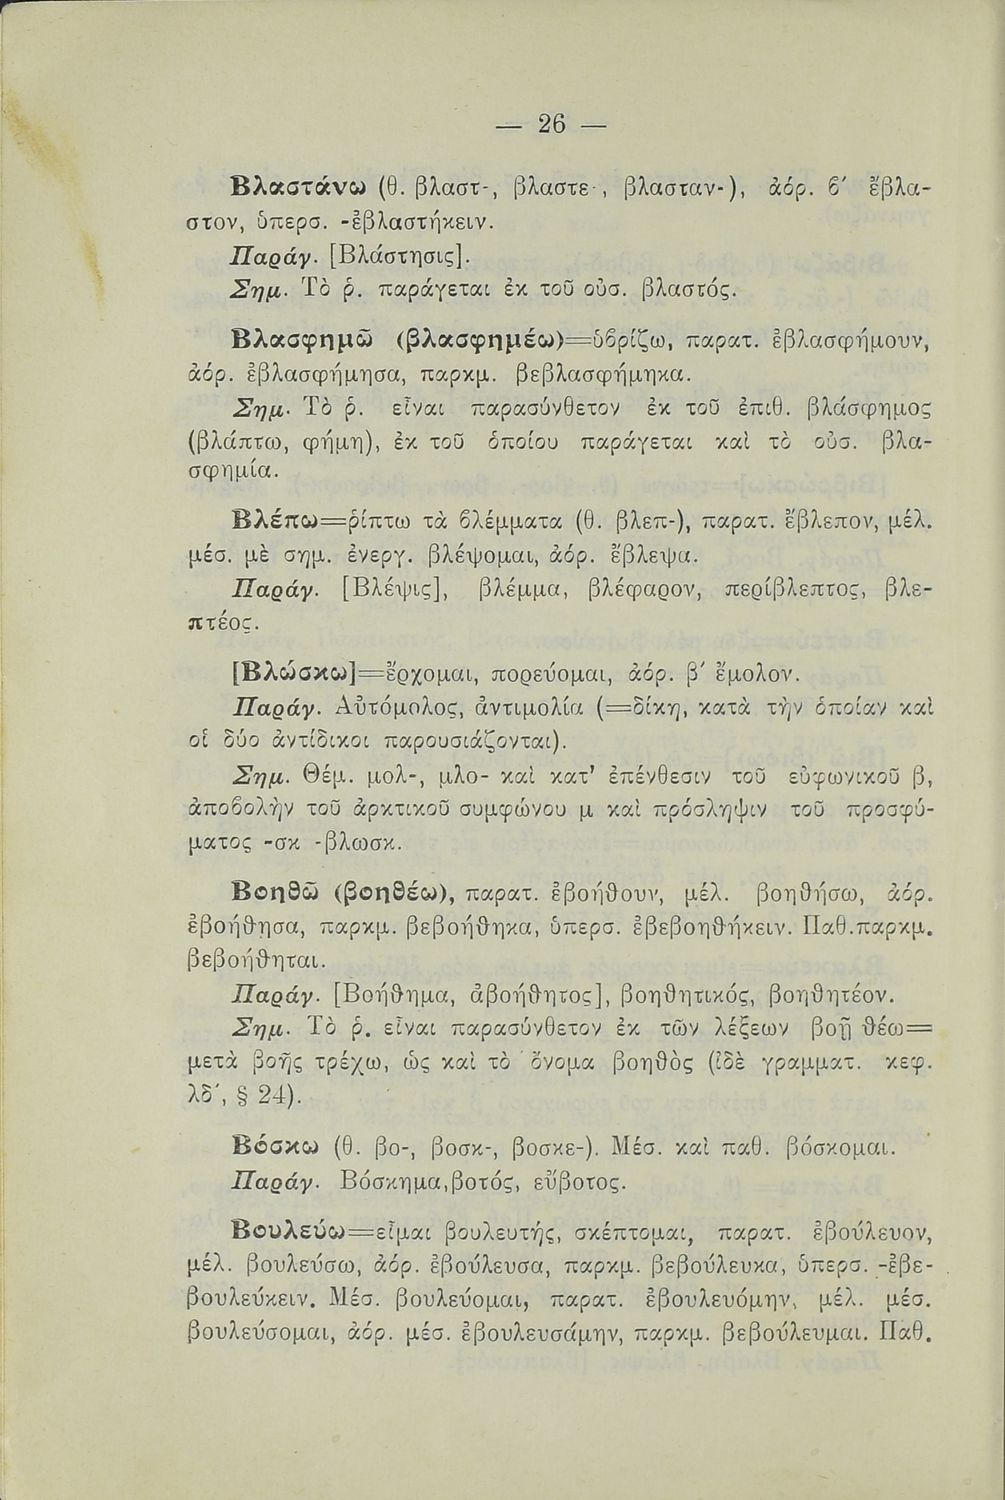 — 26 —
Βλαστάνω (θ. βλαστ-, βλαστε-, βλασταν-), ἀόρ. β΄ ἔβλα-
στον, ὑπερσ. -ἐβλαστήκειν.
Παράγ. [Βλάστησις].
Σημ. Τὸ ῥ. παράγεται ἐκ τοῦ οὐσ. βλαστός.
Βλασφημῶ (βλασφημέω)=ὑβρίζω, παρατ. ἐβλασφήμουν,
ἀόρ. ἐβλασφήμησα, παρκμ. βεβλασφήμηκα.
Σημ. Τὸ ῥ. εἶναι παρασύνθετον ἐκ τοῦ ἐπιθ. βλάσφημος
(βλάπτω, φήμη), ἐκ τοῦ ὁποίου παράγεται καὶ τὸ οὐσ. βλα-
σφημία.
Βλέπω=ῥίπτω τὰ βλέμματα (θ. βλεπ-), παρατ. ἔβλεπον, μέλ.
μέσ. μὲ σημ. ἐνεργ. βλέψομαι, ἀόρ. ἔβλεψα.
Παράγ. [Βλέψις], βλέμμα, βλέφαρον, περίβλεπτος, βλε-
πτέος.
[Βλώσκω]=ἔρχομαι, πορεύομαι, ἀόρ. β΄ ἔμολον.
Παράγ. Αὐτόμολος, ἀντιμολία (=δίκη, κατὰ τὴν ὁποίαν καὶ
οἱ δύο ἀντίδικοι παρουσιάζονται).
Σημ. Θέμ. μολ-, μλο- καὶ κατ’ ἐπένθεσιν τοῦ εὐφωνικοῦ β,
ἀποβολὴν τοῦ ἀρκτικοῦ συμφώνου μ καὶ πρόσληψιν τοῦ προσφύ-
ματος -σκ -βλωσκ.
Βοηθῶ (βοηθέω), παρατ. ἐβοήθουν, μέλ. βοηθήσω, ἀόρ.
ἐβοήθησα, παρκμ. βεβοήθηκα, ὑπερσ. ἐβεβοηθήκειν. Παθ.παρκμ.
βεβοήθηται.
Παράγ. [Βοήθημα, ἀβοήθητος], βοηθητικός, βοηθητέον.
Σημ. Τὸ ῥ. εἶναι παρασύνθετον ἐκ τῶν λέξεων βοῇ θέω=
μετὰ βοῆς τρέχω, ὡς καὶ τὸ ὄνομα βοηθὸς (ἰδὲ γραμματ. κεφ.
λδ΄, § 24).
Βόσκω (θ. βο-, βοσκ-, βοσκε-). Μέσ. καὶ παθ. βόσκομαι.
Παράγ. Βόσκημα,βοτός, εὔβοτος.
Βουλεύω=εἶμαι βουλευτής, σκέπτομαι, παρατ. ἐβούλευον,
μέλ. βουλεύσω, ἀόρ. ἐβούλευσα, παρκμ. βεβούλευκα, ὑπερσ. -ἐβε-
βουλεύκειν. Μέσ. βουλεύομαι, παρατ. ἐβουλευόμην, μέλ. μέσ.
βουλεύσομαι, ἀόρ. μέσ. ἐβουλευσάμην, παρκμ. βεβούλευμαι. Παθ.